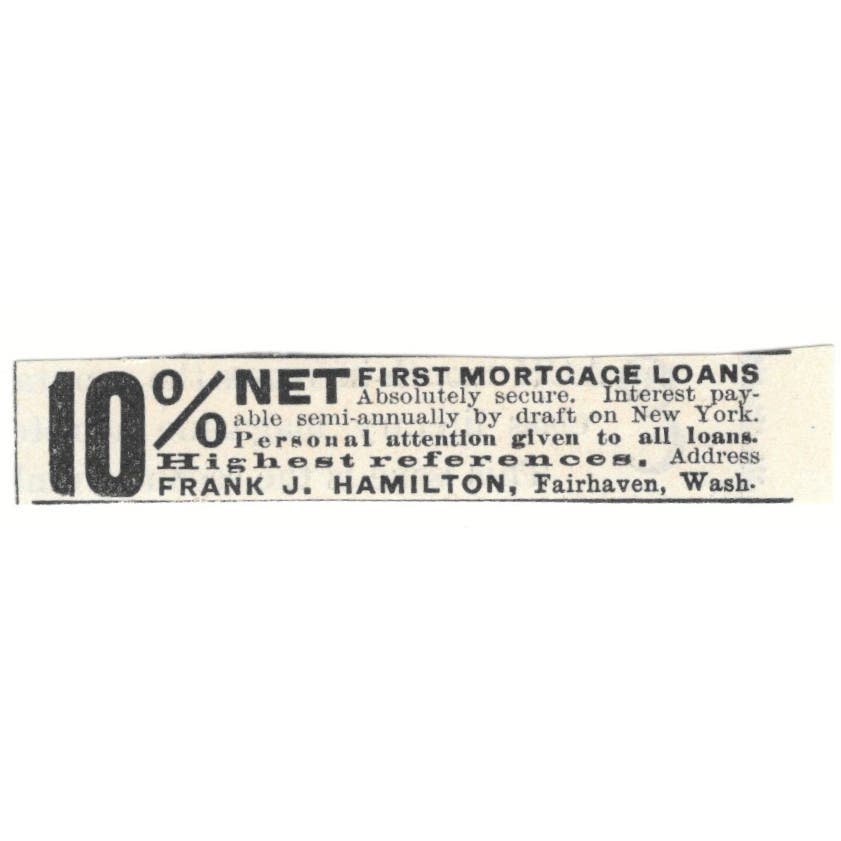 10% NET FIRST MORTGAGE LOANS
Absolutely secure. Interest pay-
able semi-annually by draft on New York.
Personal attention given to all loans.
Highest references. Address
FRANK J. HAMILTON, Fairhaven, Wash.